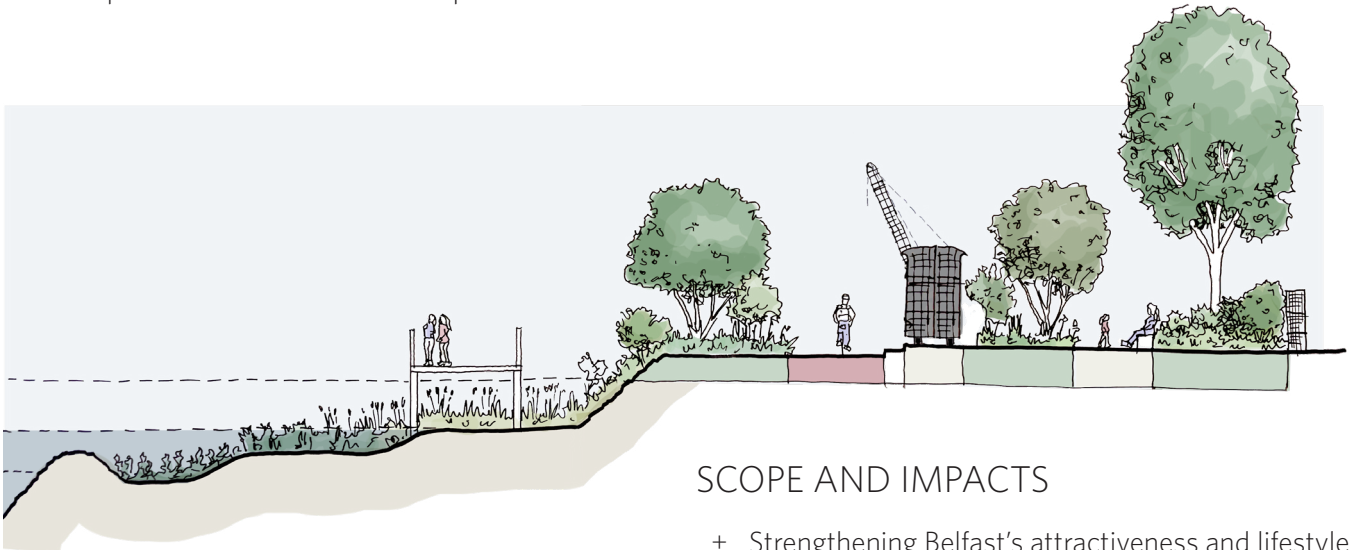 SCOPE AND IMPACTS
+ Strengthening Belfast's attractiveness and lifestyle